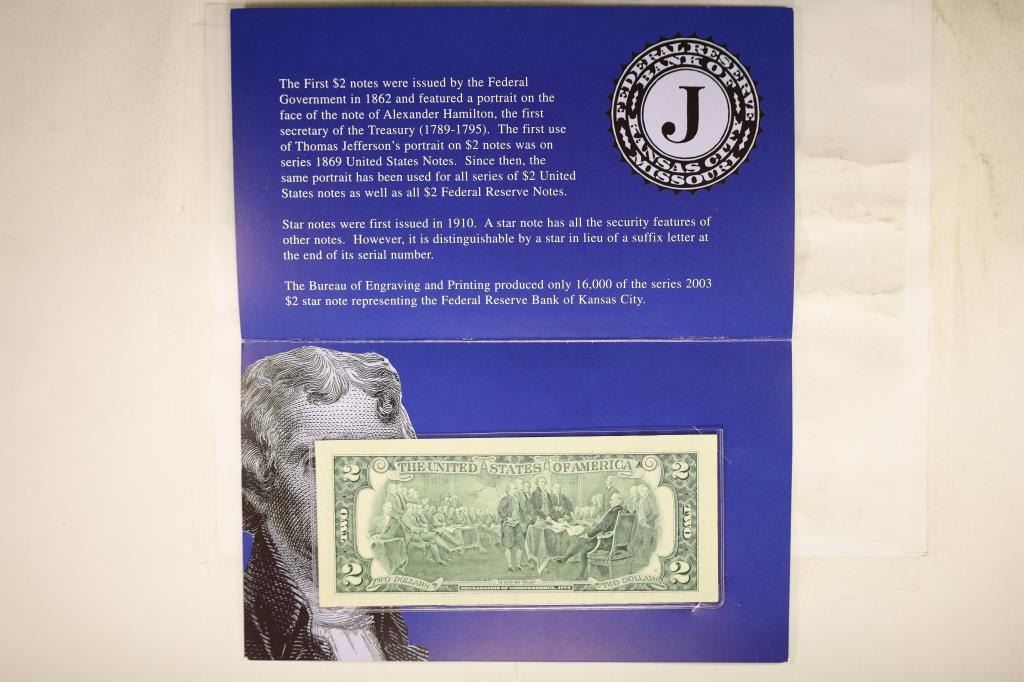 FEDERAL RESERVE
BANK OF
J
KANSAS CITY
MISSOURI
The First $2 notes were issued by the Federal
Government in 1862 and featured a portrait on the
face of the note of Alexander Hamilton, the first
secretary of the Treasury (1789-1795).  The first use
of Thomas Jefferson's portrait on $2 notes was on
series 1869 United States Notes.  Since then, the
same portrait has been used for all series of $2 United
States notes as well as all $2 Federal Reserve Notes.
Star notes were first issued in 1910.  A star note has all the security features of
other notes.  However, it is distinguishable by a star in lieu of a suffix letter at
the end of its serial number.
The Bureau of Engraving and Printing produced only 16,000 of the series 2003
$2 star note representing the Federal Reserve Bank of Kansas City.
2 THE UNITED STATES OF AMERICA 2
TWO TWO
2 TWO DOLLARS IN GOD WE TRUST TWO DOLLARS 2
DECLARATION OF INDEPENDENCE, 1776